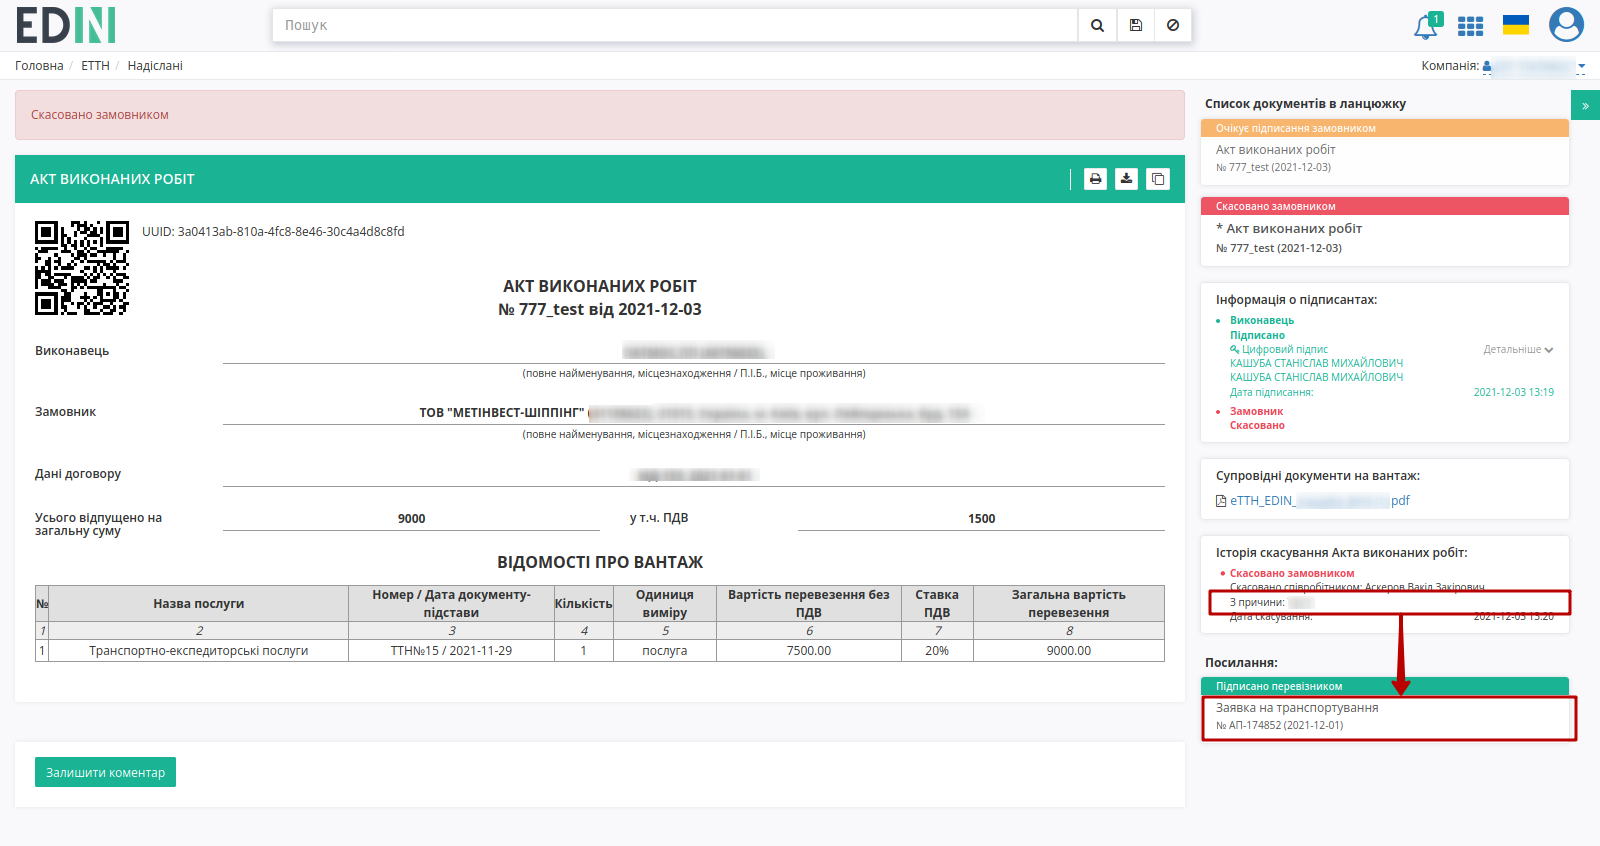 EDIN
Пошук
1
Головна / ЕТТН / Надіслані
Компанія:
Скасовано замовником
АКТ ВИКОНАНИХ РОБІТ
UUID: 3a0413ab-810a-4fc8-8e46-30c4a4d8c8fd
АКТ ВИКОНАНИХ РОБІТ
№ 777_test від 2021-12-03
Виконавець
(повне найменування, місцезнаходження / П.І.Б., місце проживання)
Замовник
ТОВ "МЕТІНВЕСТ-ШІППІНГ"
(повне найменування, місцезнаходження / П.І.Б., місце проживання)
Дані договору
Усього відпущено на загальну суму 9000 у т.ч. ПДВ 1500
ВІДОМОСТІ ПРО ВАНТАЖ
№ Назва послуги Номер / Дата документу-підстави Кількість Одиниця виміру Вартість перевезення без ПДВ Ставка ПДВ Загальна вартість перевезення
1 2 3 4 5 6 7 8
1 Транспортно-експедиторські послуги ТТН№15 / 2021-11-29 1 послуга 7500.00 20% 9000.00
Залишити коментар
Список документів в ланцюжку
»
Очікує підписання замовником
Акт виконаних робіт
№ 777_test (2021-12-03)
Скасовано замовником
* Акт виконаних робіт
№ 777_test (2021-12-03)
Інформація о підписантах:
Виконавець
Підписано
Цифровий підпис Детальніше
КАШУБА СТАНІСЛАВ МИХАЙЛОВИЧ
КАШУБА СТАНІСЛАВ МИХАЙЛОВИЧ
Дата підписання: 2021-12-03 13:19
Замовник
Скасовано
Супровідні документи на вантаж:
еТТН_EDIN_ pdf
Історія скасування Акта виконаних робіт:
Скасовано замовником
Скасовано співробітником: Аскеров Вакіл Закірович
З причини:
Дата скасування: 2021-12-03 13:20
Посилання:
Підписано перевізником
Заявка на транспортування
№ АП-174852 (2021-12-01)